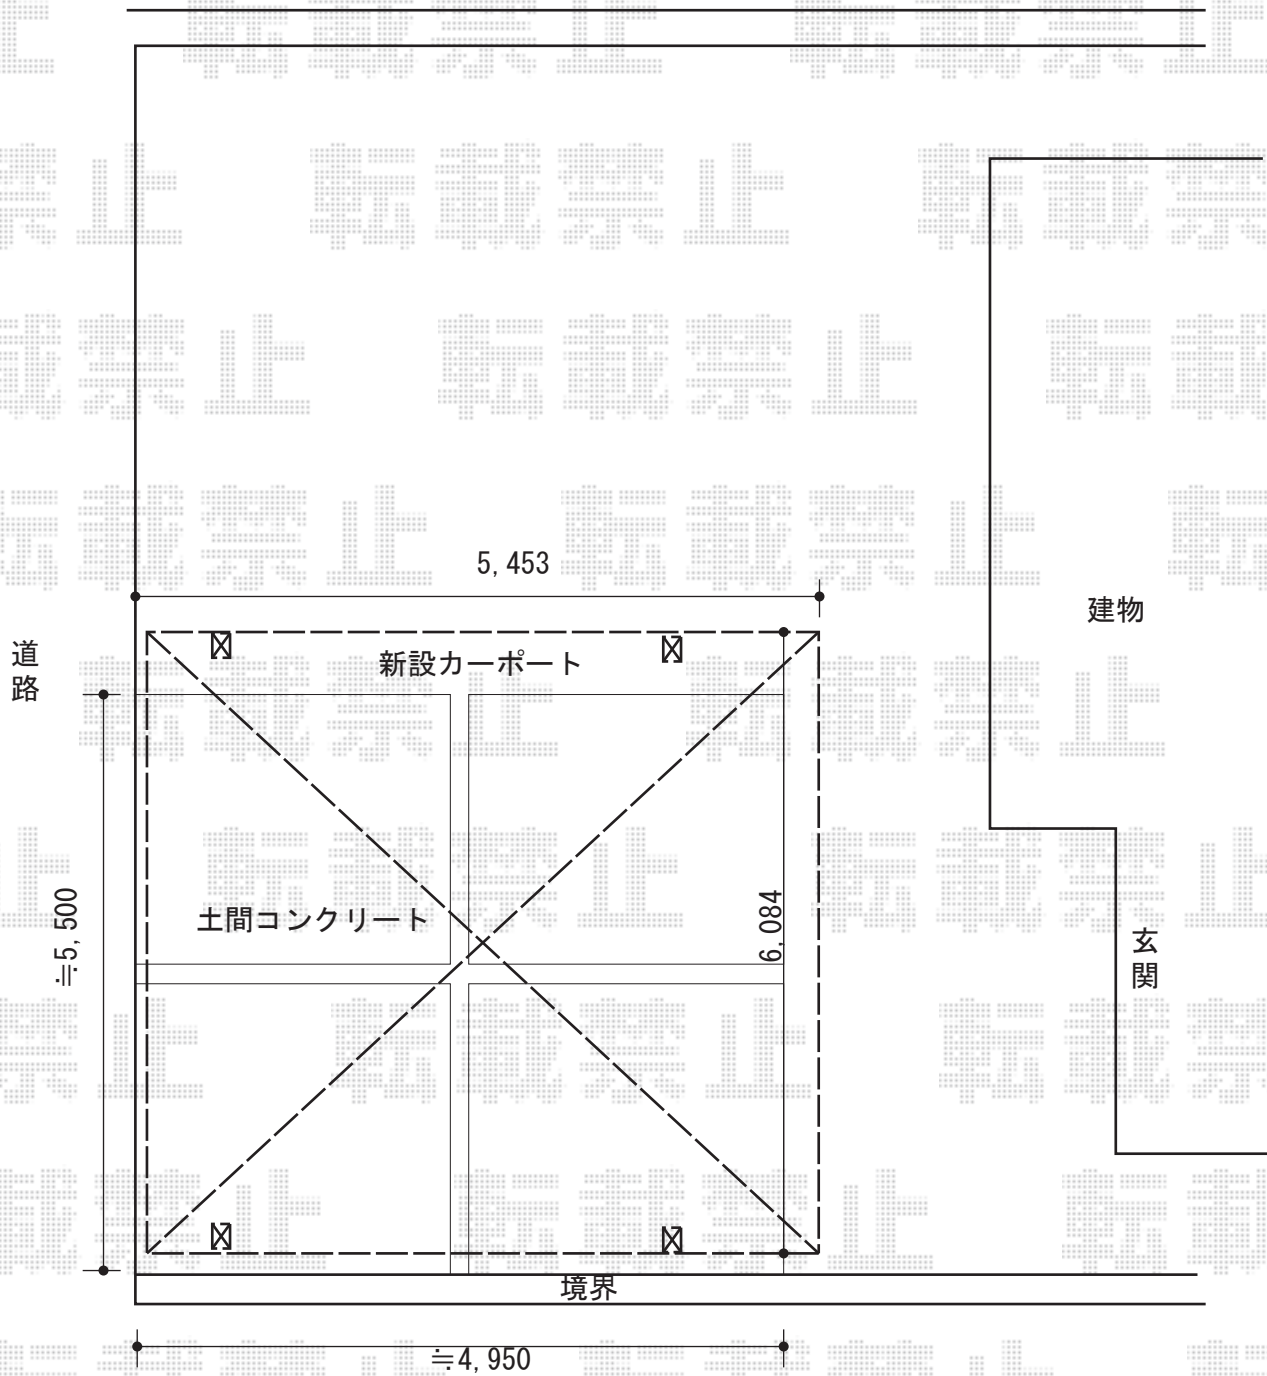 5,453
建物
道路
新設カーポート
土間コンクリート
≒5,500
6,084
玄関
境界
≒4,950
転載禁止